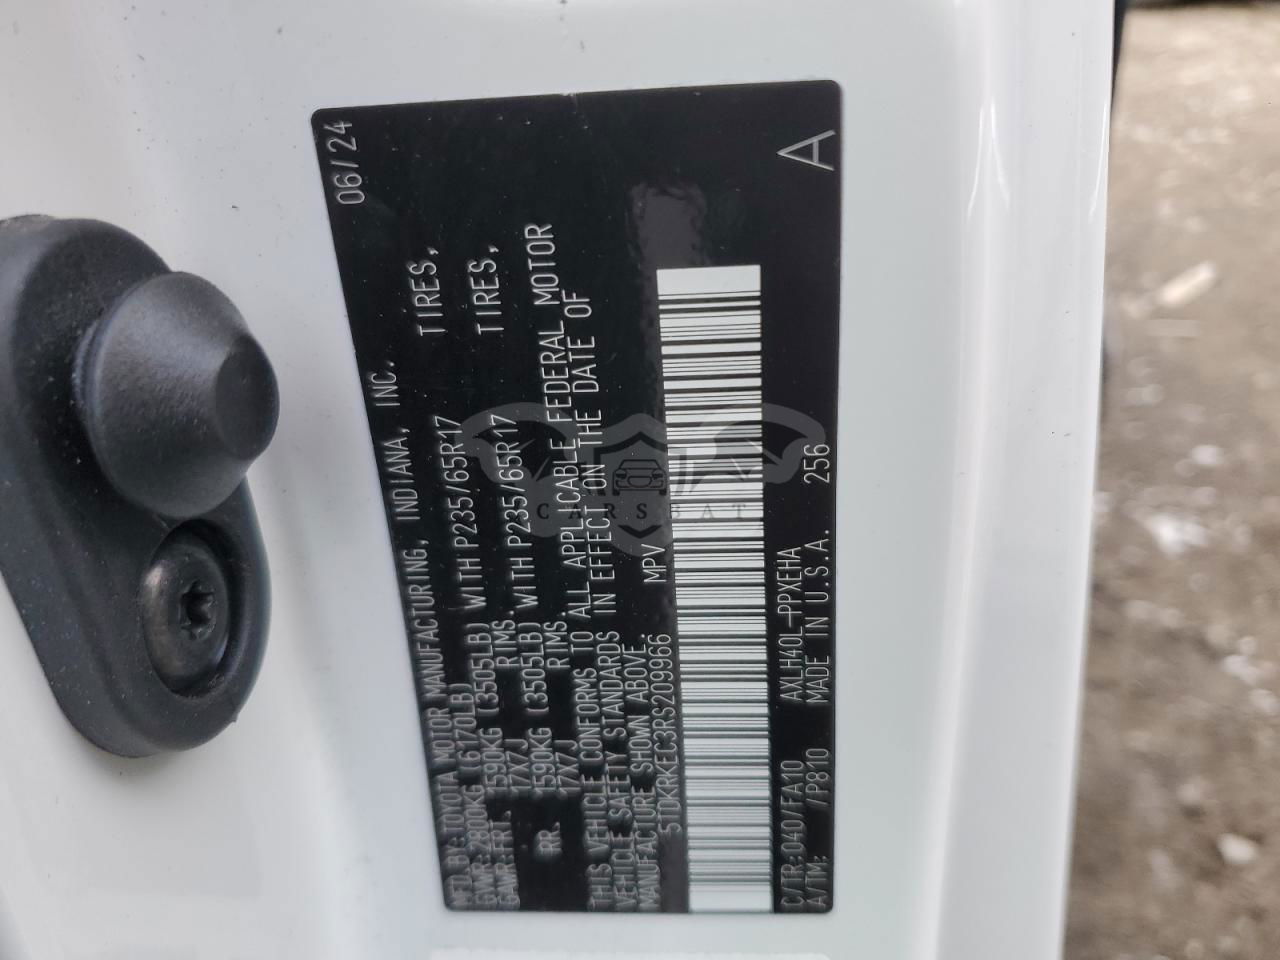 MFD. BY: TOYOTA MOTOR MANUFACTURING, INDIANA, INC. 06/24
GVWR: 2800KG (6170LB)
GAWR: FRT. 1590KG (3505LB) WITH P235/65R17 TIRES,
17X7J RIMS.
RR. 1590KG (3505LB) WITH P235/65R17 TIRES,
17X7J RIMS.
THIS VEHICLE CONFORMS TO ALL APPLICABLE FEDERAL MOTOR
VEHICLE SAFETY STANDARDS IN EFFECT ON THE DATE OF
MANUFACTURE SHOWN ABOVE.
5TDKRKEC3RS209966 MPV
C/TR: 040/FA10 AXLH40L-PPXEHA
A/TM: /P810 MADE IN U.S.A. 256
A
CARSBAT